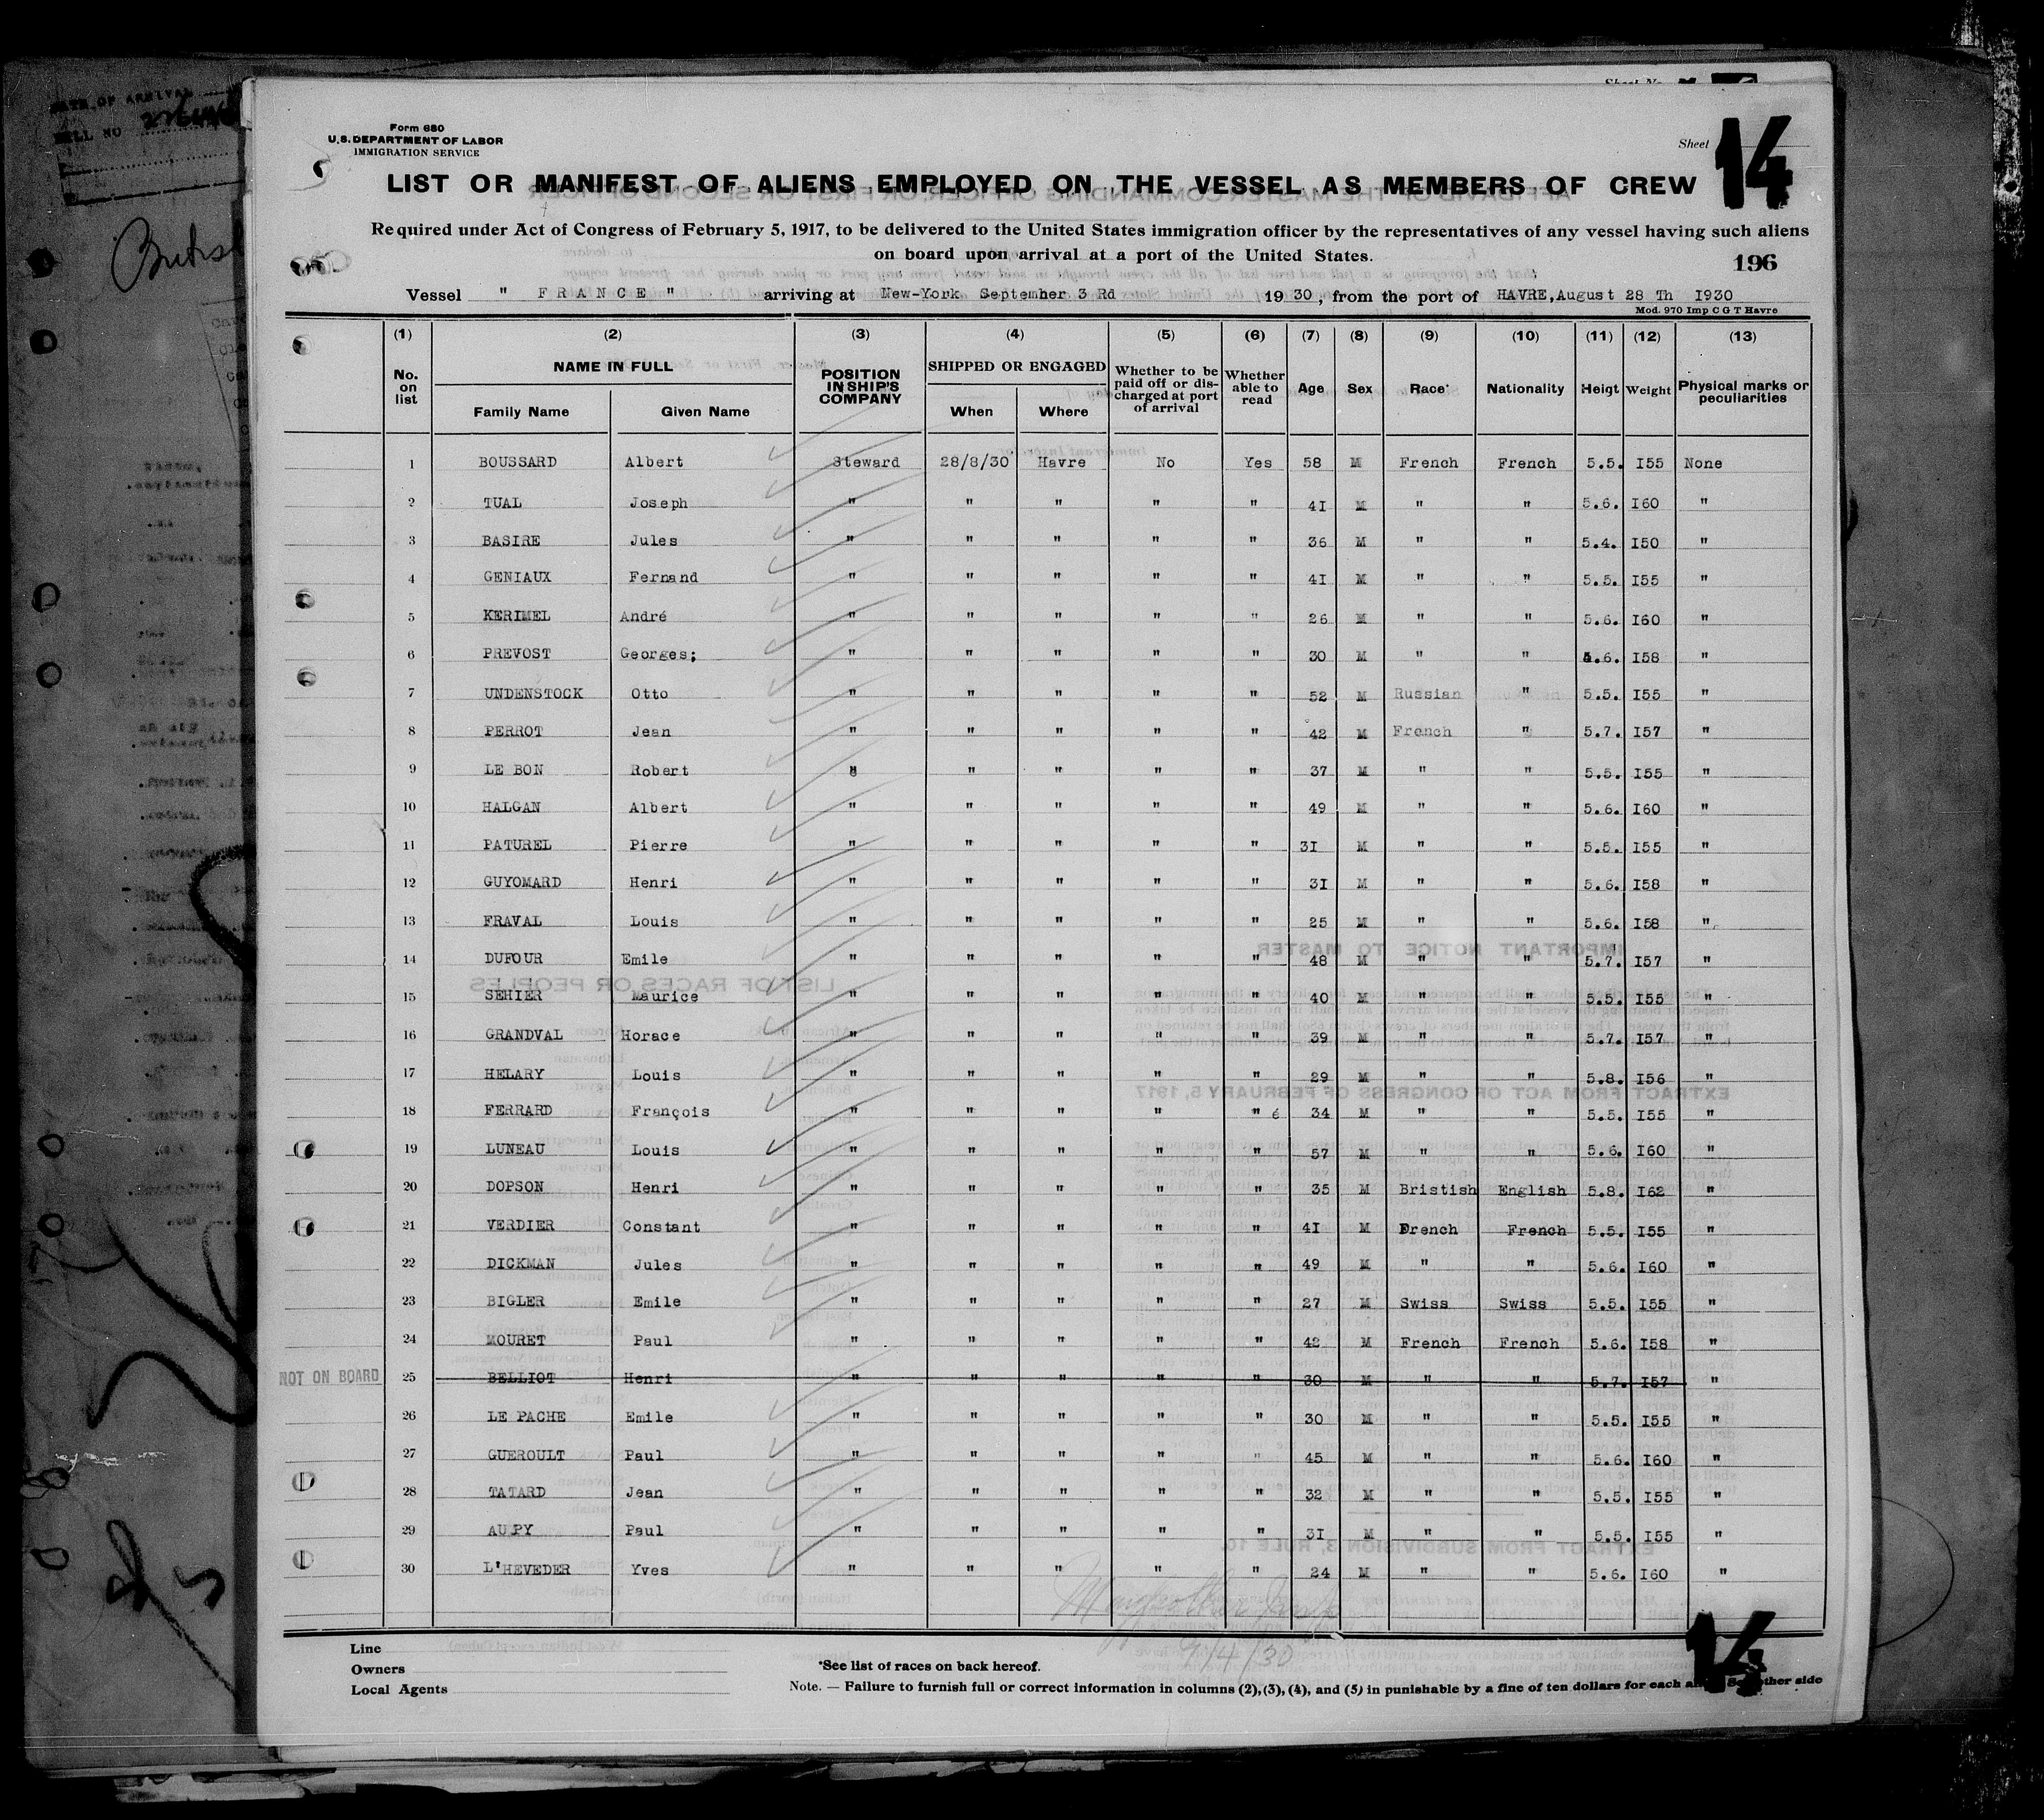 DATE OF ARRIVAL
Sheet No.
Form 680
U.S. DEPARTMENT OF LABOR
IMMIGRATION SERVICE
Sheet 14
LIST OR MANIFEST OF ALIENS EMPLOYED ON THE VESSEL AS MEMBERS OF CREW
Required under Act of Congress of February 5, 1917, to be delivered to the United States immigration officer by the representatives of any vessel having such aliens
on board upon arrival at a port of the United States.
196
Vessel " FRANCE " arriving at New-York September 3 Rd 1930, from the port of HAVRE, August 28 Th I930
Mod. 970 Imp C G T Havre
(1) (2) (3) (4) (5) (6) (7) (8) (9) (10) (11) (12) (13)
No. on list NAME IN FULL Family Name Given Name POSITION IN SHIP'S COMPANY SHIPPED OR ENGAGED When Where Whether to be paid off or discharged at port of arrival Whether able to read Age Sex Race* Nationality Heigt Weight Physical marks or peculiarities
1 BOUSSARD Albert Steward 28/8/30 Havre No Yes 58 M French French 5.5. I55 None
2 TUAL Joseph " " " " " 4I M " " 5.6. I60 "
3 BASIRE Jules " " " " " 36 M " " 5.4. I50 "
4 GENIAUX Fernand " " " " " 4I M " " 5.5. I55 "
5 KERIMEL André " " " " " 26 M " " 5.6. I60 "
6 PREVOST Georges; " " " " " 30 M " " 5.6. I58 "
7 UNDENSTOCK Otto " " " " " 52 M Russian " 5.5. I55 "
8 PERROT Jean " " " " " 42 M French " 5.7. I57 "
9 LE BON Robert " " " " " 37 M " " 5.5. I55 "
10 HALGAN Albert " " " " " 49 M " " 5.6. I60 "
11 PATUREL Pierre " " " " " 3I M " " 5.5. I55 "
12 GUYOMARD Henri " " " " " 3I M " " 5.6. I58 "
13 FRAVAL Louis " " " " " 25 M " " 5.6. I58 "
14 DUFOUR Emile " " " " " 48 M " " 5.7. I57 "
15 SEHIER Maurice " " " " " 40 M " " 5.5. I55 "
16 GRANDVAL Horace " " " " " 39 M " " 5.7. I57 "
17 HELARY Louis " " " " " 29 M " " 5.8. I56 "
18 FERRARD François " " " " " 34 M " " 5.5. I55 "
19 LUNEAU Louis " " " " " 57 M " " 5.6. I60 "
20 DOPSON Henri " " " " " 35 M Bristish English 5.8. I62 "
21 VERDIER Constant " " " " " 4I M French French 5.5. I55 "
22 DICKMAN Jules " " " " " 49 M " " 5.6. I60 "
23 BIGLER Emile " " " " " 27 M Swiss Swiss 5.5. I55 "
24 MOURET Paul " " " " " 42 M French French 5.6. I58 "
NOT ON BOARD 25 BELLIOT Henri " " " " " 30 M " " 5.7. I57 "
26 LE PACHE Emile " " " " " 30 M " " 5.5. I55 "
27 GUEROULT Paul " " " " " 45 M " " 5.6. I60 "
28 TATARD Jean " " " " " 32 M " " 5.5. I55 "
29 AUPY Paul " " " " " 3I M " " 5.5. I55 "
30 L'HEVEDER Yves " " " " " 24 M " " 5.6. I60 "
9/4/30
Line
Owners
Local Agents
*See list of races on back hereof.
Note. — Failure to furnish full or correct information in columns (2), (3), (4), and (5) in punishable by a fine of ten dollars for each other side
14